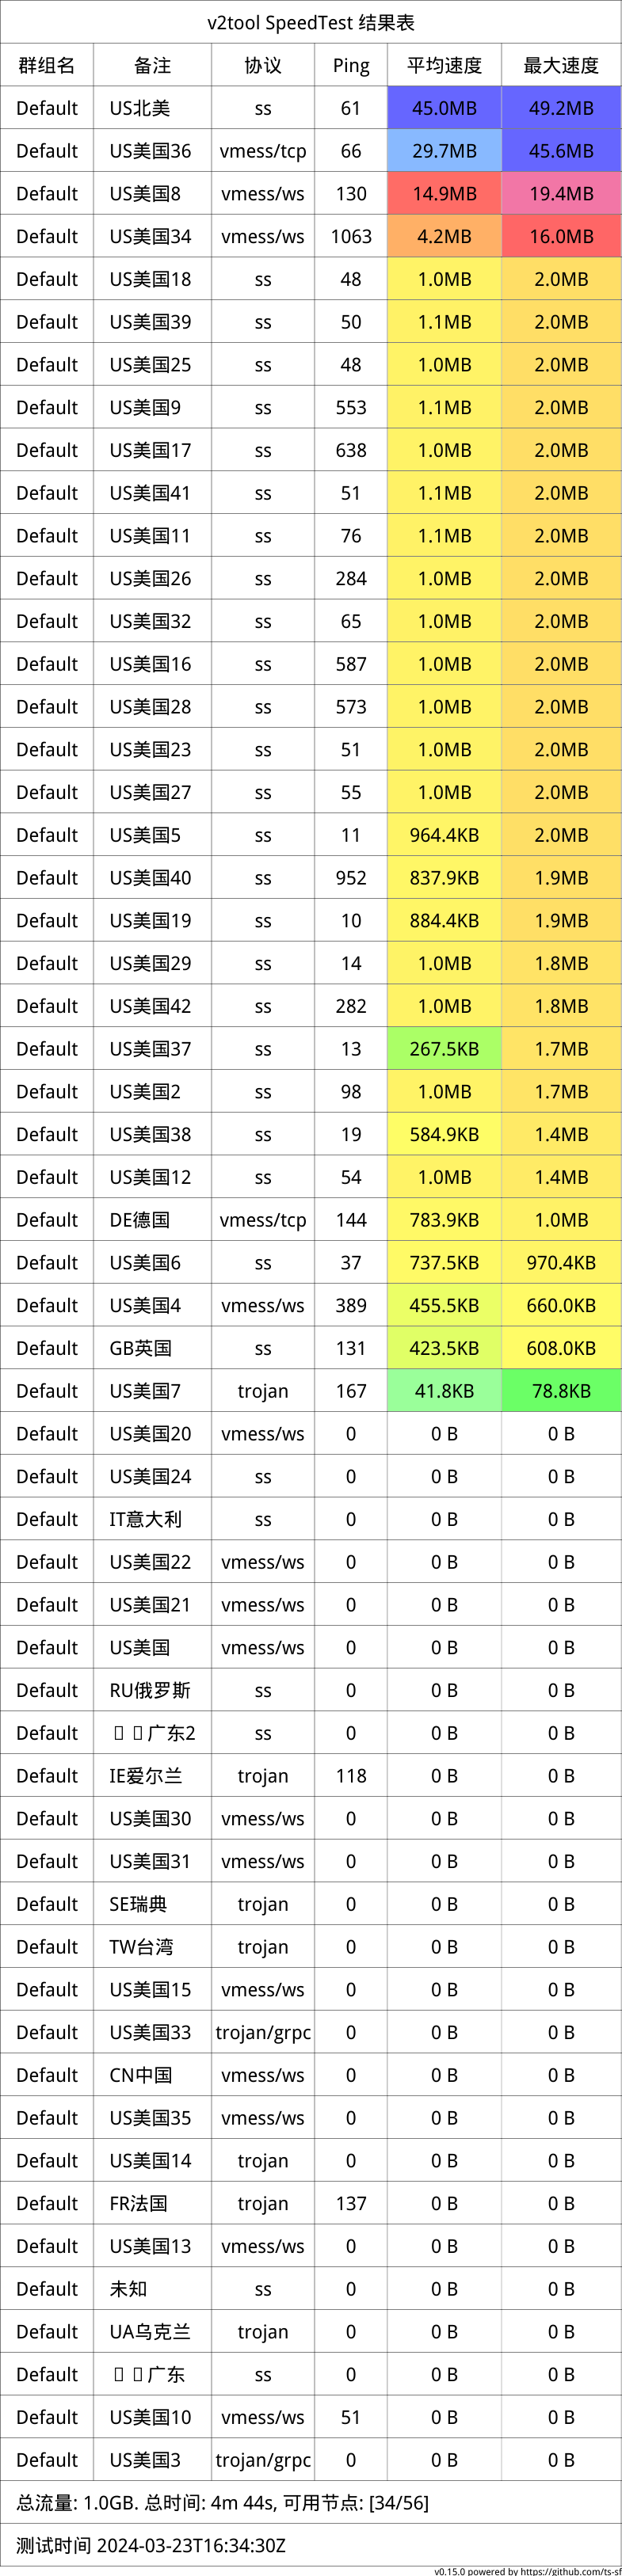 v2tool SpeedTest 结果表
群组名 备注 协议 Ping 平均速度 最大速度
Default US北美 ss 61 45.0MB 49.2MB
Default US美国36 vmess/tcp 66 29.7MB 45.6MB
Default US美国8 vmess/ws 130 14.9MB 19.4MB
Default US美国34 vmess/ws 1063 4.2MB 16.0MB
Default US美国18 ss 48 1.0MB 2.0MB
Default US美国39 ss 50 1.1MB 2.0MB
Default US美国25 ss 48 1.0MB 2.0MB
Default US美国9 ss 553 1.1MB 2.0MB
Default US美国17 ss 638 1.0MB 2.0MB
Default US美国41 ss 51 1.1MB 2.0MB
Default US美国11 ss 76 1.1MB 2.0MB
Default US美国26 ss 284 1.0MB 2.0MB
Default US美国32 ss 65 1.0MB 2.0MB
Default US美国16 ss 587 1.0MB 2.0MB
Default US美国28 ss 573 1.0MB 2.0MB
Default US美国23 ss 51 1.0MB 2.0MB
Default US美国27 ss 55 1.0MB 2.0MB
Default US美国5 ss 11 964.4KB 2.0MB
Default US美国40 ss 952 837.9KB 1.9MB
Default US美国19 ss 10 884.4KB 1.9MB
Default US美国29 ss 14 1.0MB 1.8MB
Default US美国42 ss 282 1.0MB 1.8MB
Default US美国37 ss 13 267.5KB 1.7MB
Default US美国2 ss 98 1.0MB 1.7MB
Default US美国38 ss 19 584.9KB 1.4MB
Default US美国12 ss 54 1.0MB 1.4MB
Default DE德国 vmess/tcp 144 783.9KB 1.0MB
Default US美国6 ss 37 737.5KB 970.4KB
Default US美国4 vmess/ws 389 455.5KB 660.0KB
Default GB英国 ss 131 423.5KB 608.0KB
Default US美国7 trojan 167 41.8KB 78.8KB
Default US美国20 vmess/ws 0 0 B 0 B
Default US美国24 ss 0 0 B 0 B
Default IT意大利 ss 0 0 B 0 B
Default US美国22 vmess/ws 0 0 B 0 B
Default US美国21 vmess/ws 0 0 B 0 B
Default US美国 vmess/ws 0 0 B 0 B
Default RU俄罗斯 ss 0 0 B 0 B
Default 广东2 ss 0 0 B 0 B
Default IE爱尔兰 trojan 118 0 B 0 B
Default US美国30 vmess/ws 0 0 B 0 B
Default US美国31 vmess/ws 0 0 B 0 B
Default SE瑞典 trojan 0 0 B 0 B
Default TW台湾 trojan 0 0 B 0 B
Default US美国15 vmess/ws 0 0 B 0 B
Default US美国33 trojan/grpc 0 0 B 0 B
Default CN中国 vmess/ws 0 0 B 0 B
Default US美国35 vmess/ws 0 0 B 0 B
Default US美国14 trojan 0 0 B 0 B
Default FR法国 trojan 137 0 B 0 B
Default US美国13 vmess/ws 0 0 B 0 B
Default 未知 ss 0 0 B 0 B
Default UA乌克兰 trojan 0 0 B 0 B
Default 广东 ss 0 0 B 0 B
Default US美国10 vmess/ws 51 0 B 0 B
Default US美国3 trojan/grpc 0 0 B 0 B
总流量: 1.0GB. 总时间: 4m 44s, 可用节点: [34/56]
测试时间 2024-03-23T16:34:30Z
v0.15.0 powered by https://github.com/ts-sf